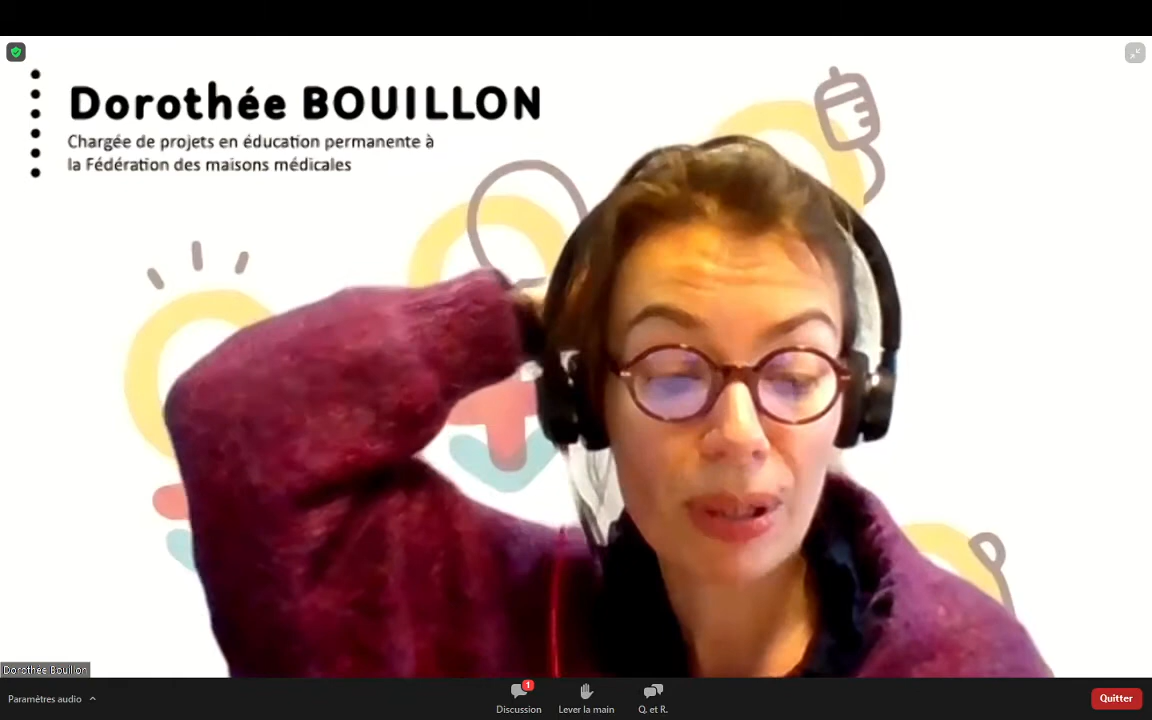 Dorothée BOUILLON
Chargée de projets en éducation permanente à
la Fédération des maisons médicales
Dorothée Bouillon
Paramètres audio
1
Discussion
Lever la main
Q. et R.
Quitter